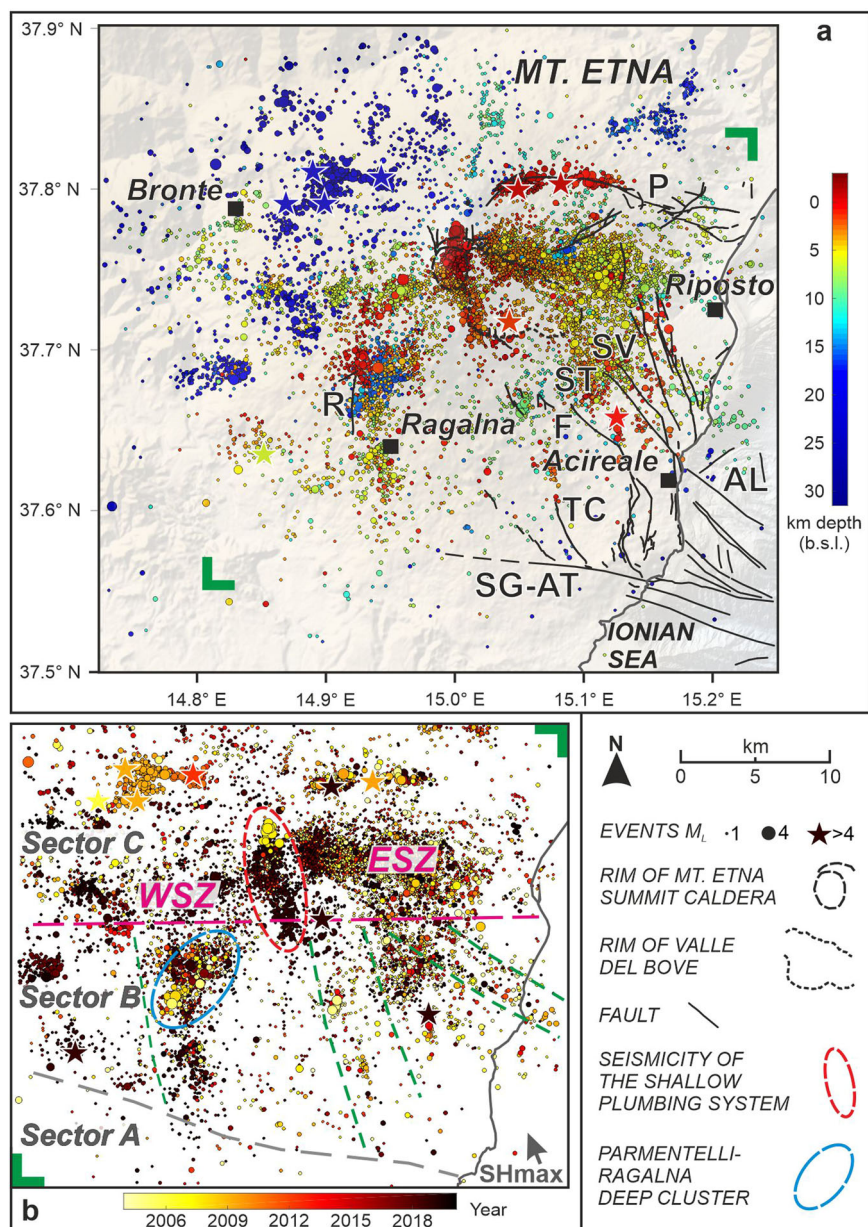 37.9° N
a
MT. ETNA
37.8° N
Bronte
P
0
5
10
15
20
25
30
km depth
(b.s.l.)
Riposto
37.7° N
SV
ST
R
F
Ragalna
Acireale
AL
37.6° N
TC
SG-AT
IONIAN
SEA
37.5° N
14.8° E
14.9° E
15.0° E
15.1° E
15.2° E
Sector C
WSZ
ESZ
Sector B
Sector A
SHmax
b
2006
2009
2012
2015
2018
Year
N
km
0
5
10
EVENTS ML 1 4 >4
RIM OF MT. ETNA
SUMMIT CALDERA
RIM OF VALLE
DEL BOVE
FAULT
SEISMICITY OF
THE SHALLOW
PLUMBING SYSTEM
PARMENTELLI-
RAGALNA
DEEP CLUSTER